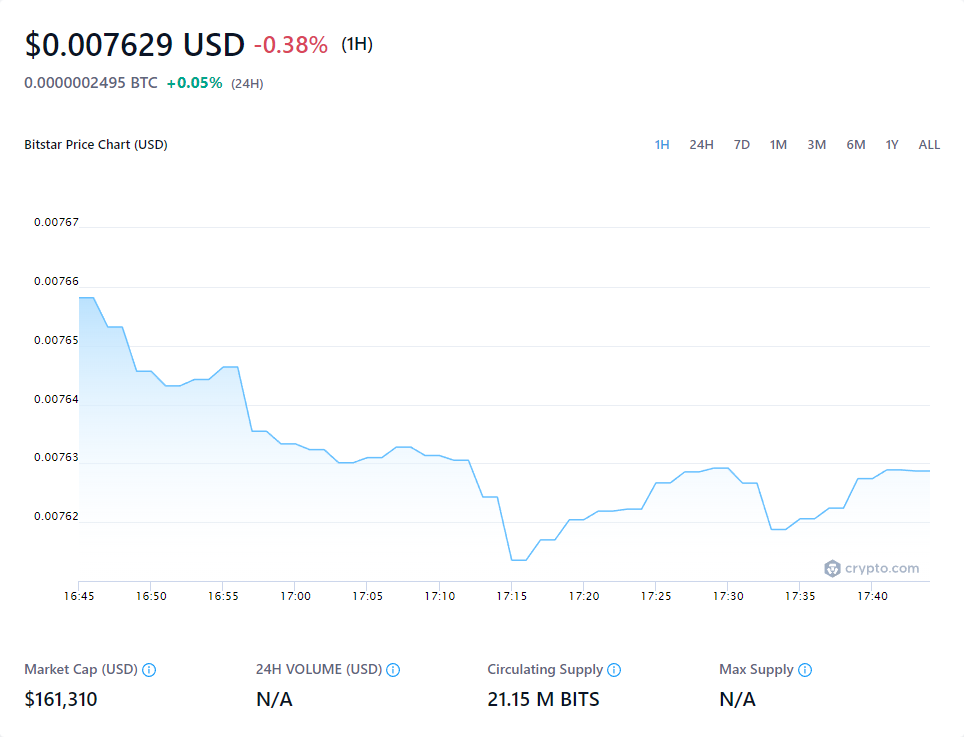 $0.007629 USD -0.38% (1H)
0.0000002495 BTC +0.05% (24H)
Bitstar Price Chart (USD) 1H 24H 7D 1M 3M 6M 1Y ALL
0.00767
0.00766
0.00765
0.00764
0.00763
0.00762
crypto.com
16:45 16:50 16:55 17:00 17:05 17:10 17:15 17:20 17:25 17:30 17:35 17:40
Market Cap (USD) 24H VOLUME (USD) Circulating Supply Max Supply
$161,310 N/A 21.15 M BITS N/A